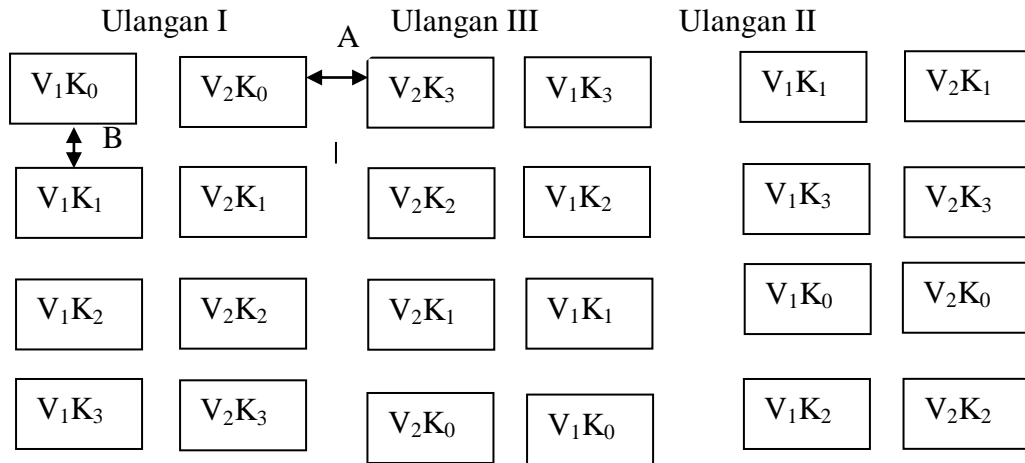 Ulangan I Ulangan III Ulangan II
A
V₁K₀ V₂K₀ V₂K₃ V₁K₃ V₁K₁ V₂K₁
B
V₁K₁ V₂K₁ V₂K₂ V₁K₂ V₁K₃ V₂K₃
V₁K₂ V₂K₂ V₂K₁ V₁K₁ V₁K₀ V₂K₀
V₁K₃ V₂K₃ V₂K₀ V₁K₀ V₁K₂ V₂K₂